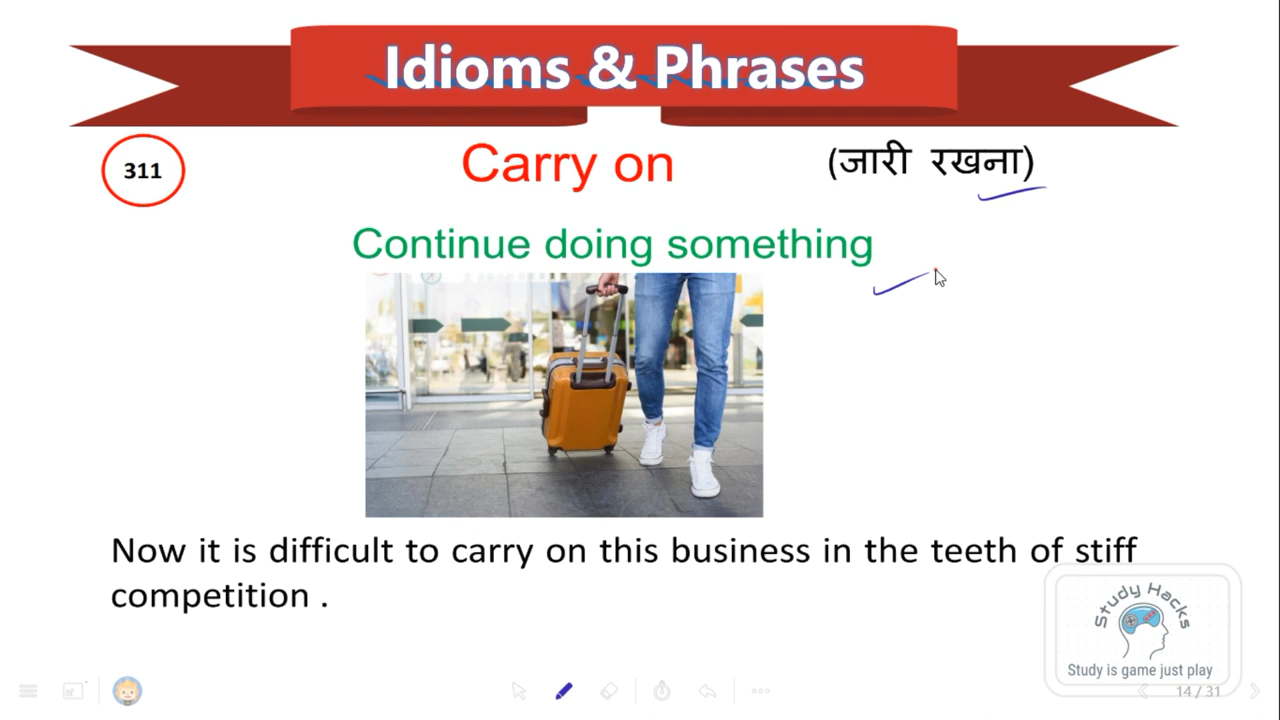 Idioms & Phrases
311
Carry on
(जारी रखना)
Continue doing something
Now it is difficult to carry on this business in the teeth of stiff
competition .
Study Hacks
Study is game just play
14 / 31